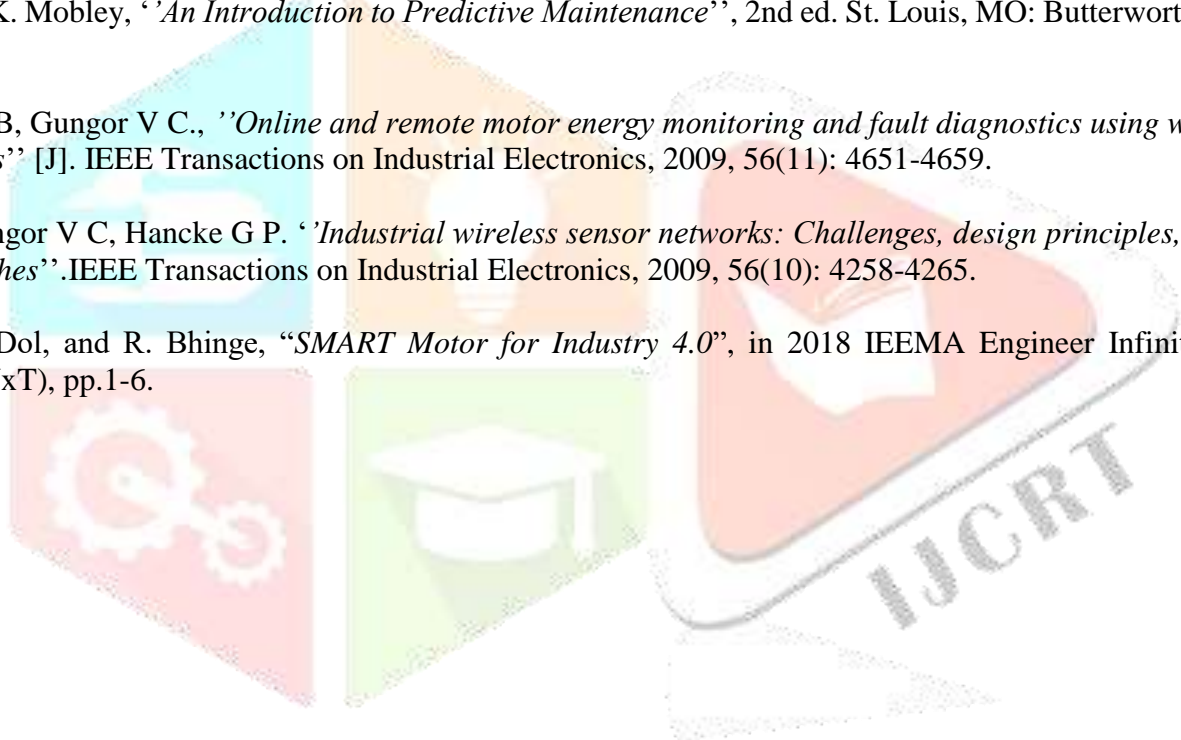 K. Mobley, ‘’An Introduction to Predictive Maintenance’’, 2nd ed. St. Louis, MO: Butterwort
B, Gungor V C., ’’Online and remote motor energy monitoring and fault diagnostics using w
s’’ [J]. IEEE Transactions on Industrial Electronics, 2009, 56(11): 4651-4659.
ngor V C, Hancke G P. ‘’Industrial wireless sensor networks: Challenges, design principles,
hes’’.IEEE Transactions on Industrial Electronics, 2009, 56(10): 4258-4265.
Dol, and R. Bhinge, “SMART Motor for Industry 4.0”, in 2018 IEEMA Engineer Infinit
xT), pp.1-6.
IJCRT